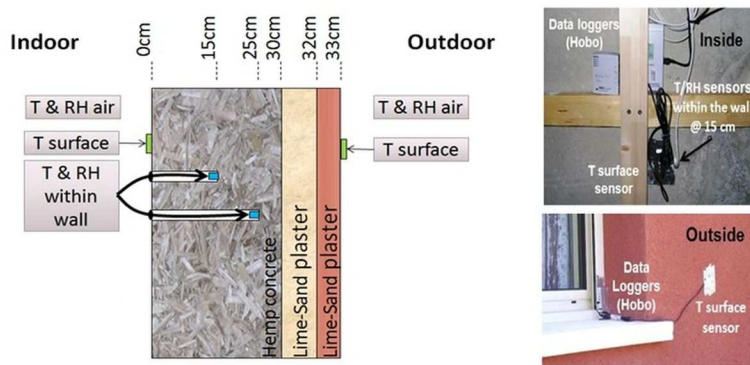 Indoor
0cm
15cm
25cm
30cm
32cm
33cm
Outdoor
T & RH air
T surface
T & RH
within
wall
Hemp concrete
Lime-Sand plaster
Lime-Sand plaster
T & RH air
T surface
Data loggers
(Hobo)
Inside
T/RH sensors
within the wall
@ 15 cm
T surface
sensor
Outside
Data
Loggers
(Hobo)
T surface
sensor